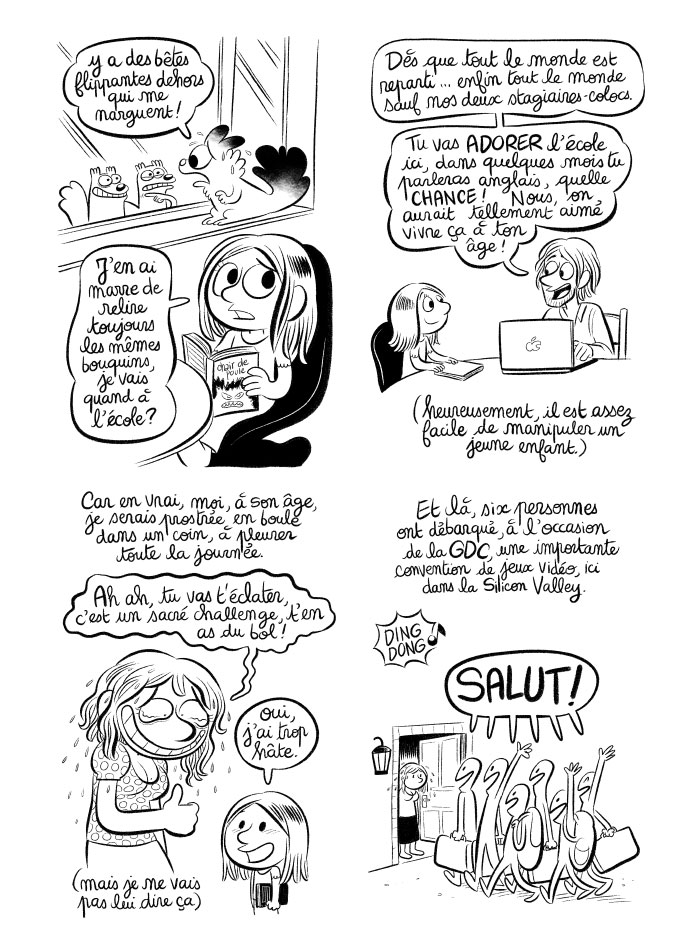 y a des bêtes
flippantes dehors
qui me
narguent!
J'en ai
marre de
relire
toujours
les mêmes
bouquins,
je vais
quand à
l'école?
chair de
poule
Dès que tout le monde est
reparti... enfin tout le monde
sauf nos deux stagiaires-colocs.
Tu vas ADORER l'école
ici, dans quelques mois tu
parleras anglais, quelle
CHANCE! Nous, on
aurait tellement aimé
vivre ça à ton
âge!
(heureusement, il est assez
facile de manipuler un
jeune enfant.)
Car en vrai, moi, à son âge,
je serais prostrée en boule
dans un coin, à pleurer
toute la journée.
Ah ah, tu vas t'éclater,
c'est un sacré challenge, t'en
as du bol!
oui,
j'ai trop
hâte.
(mais je ne vais
pas lui dire ça)
Et là, six personnes
ont débarqué, à l'occasion
de la GDC, une importante
convention de jeux vidéo, ici
dans la Silicon Valley.
DING
DONG
SALUT!